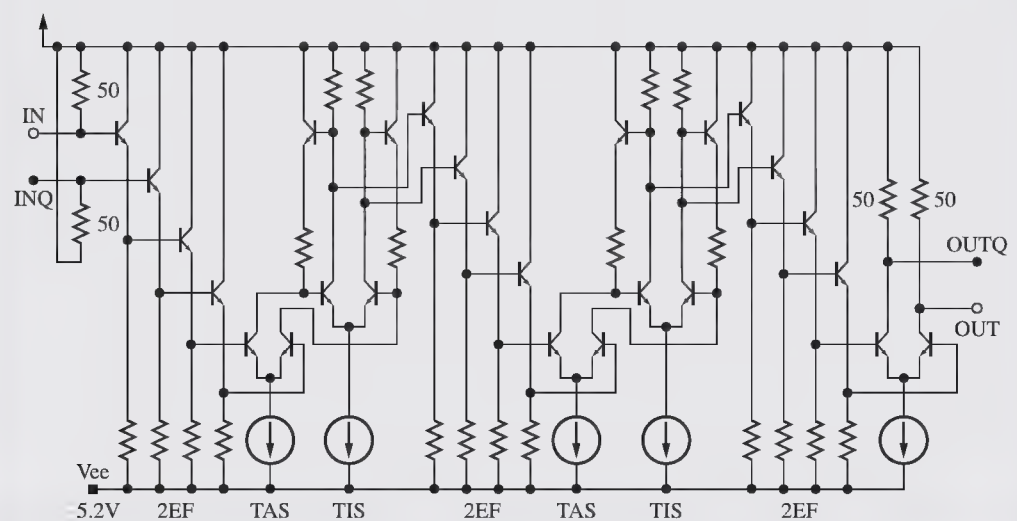 50
IN
INQ
50
50
50
OUTQ
OUT
Vee
5.2V
2EF
TAS
TIS
2EF
TAS
TIS
2EF